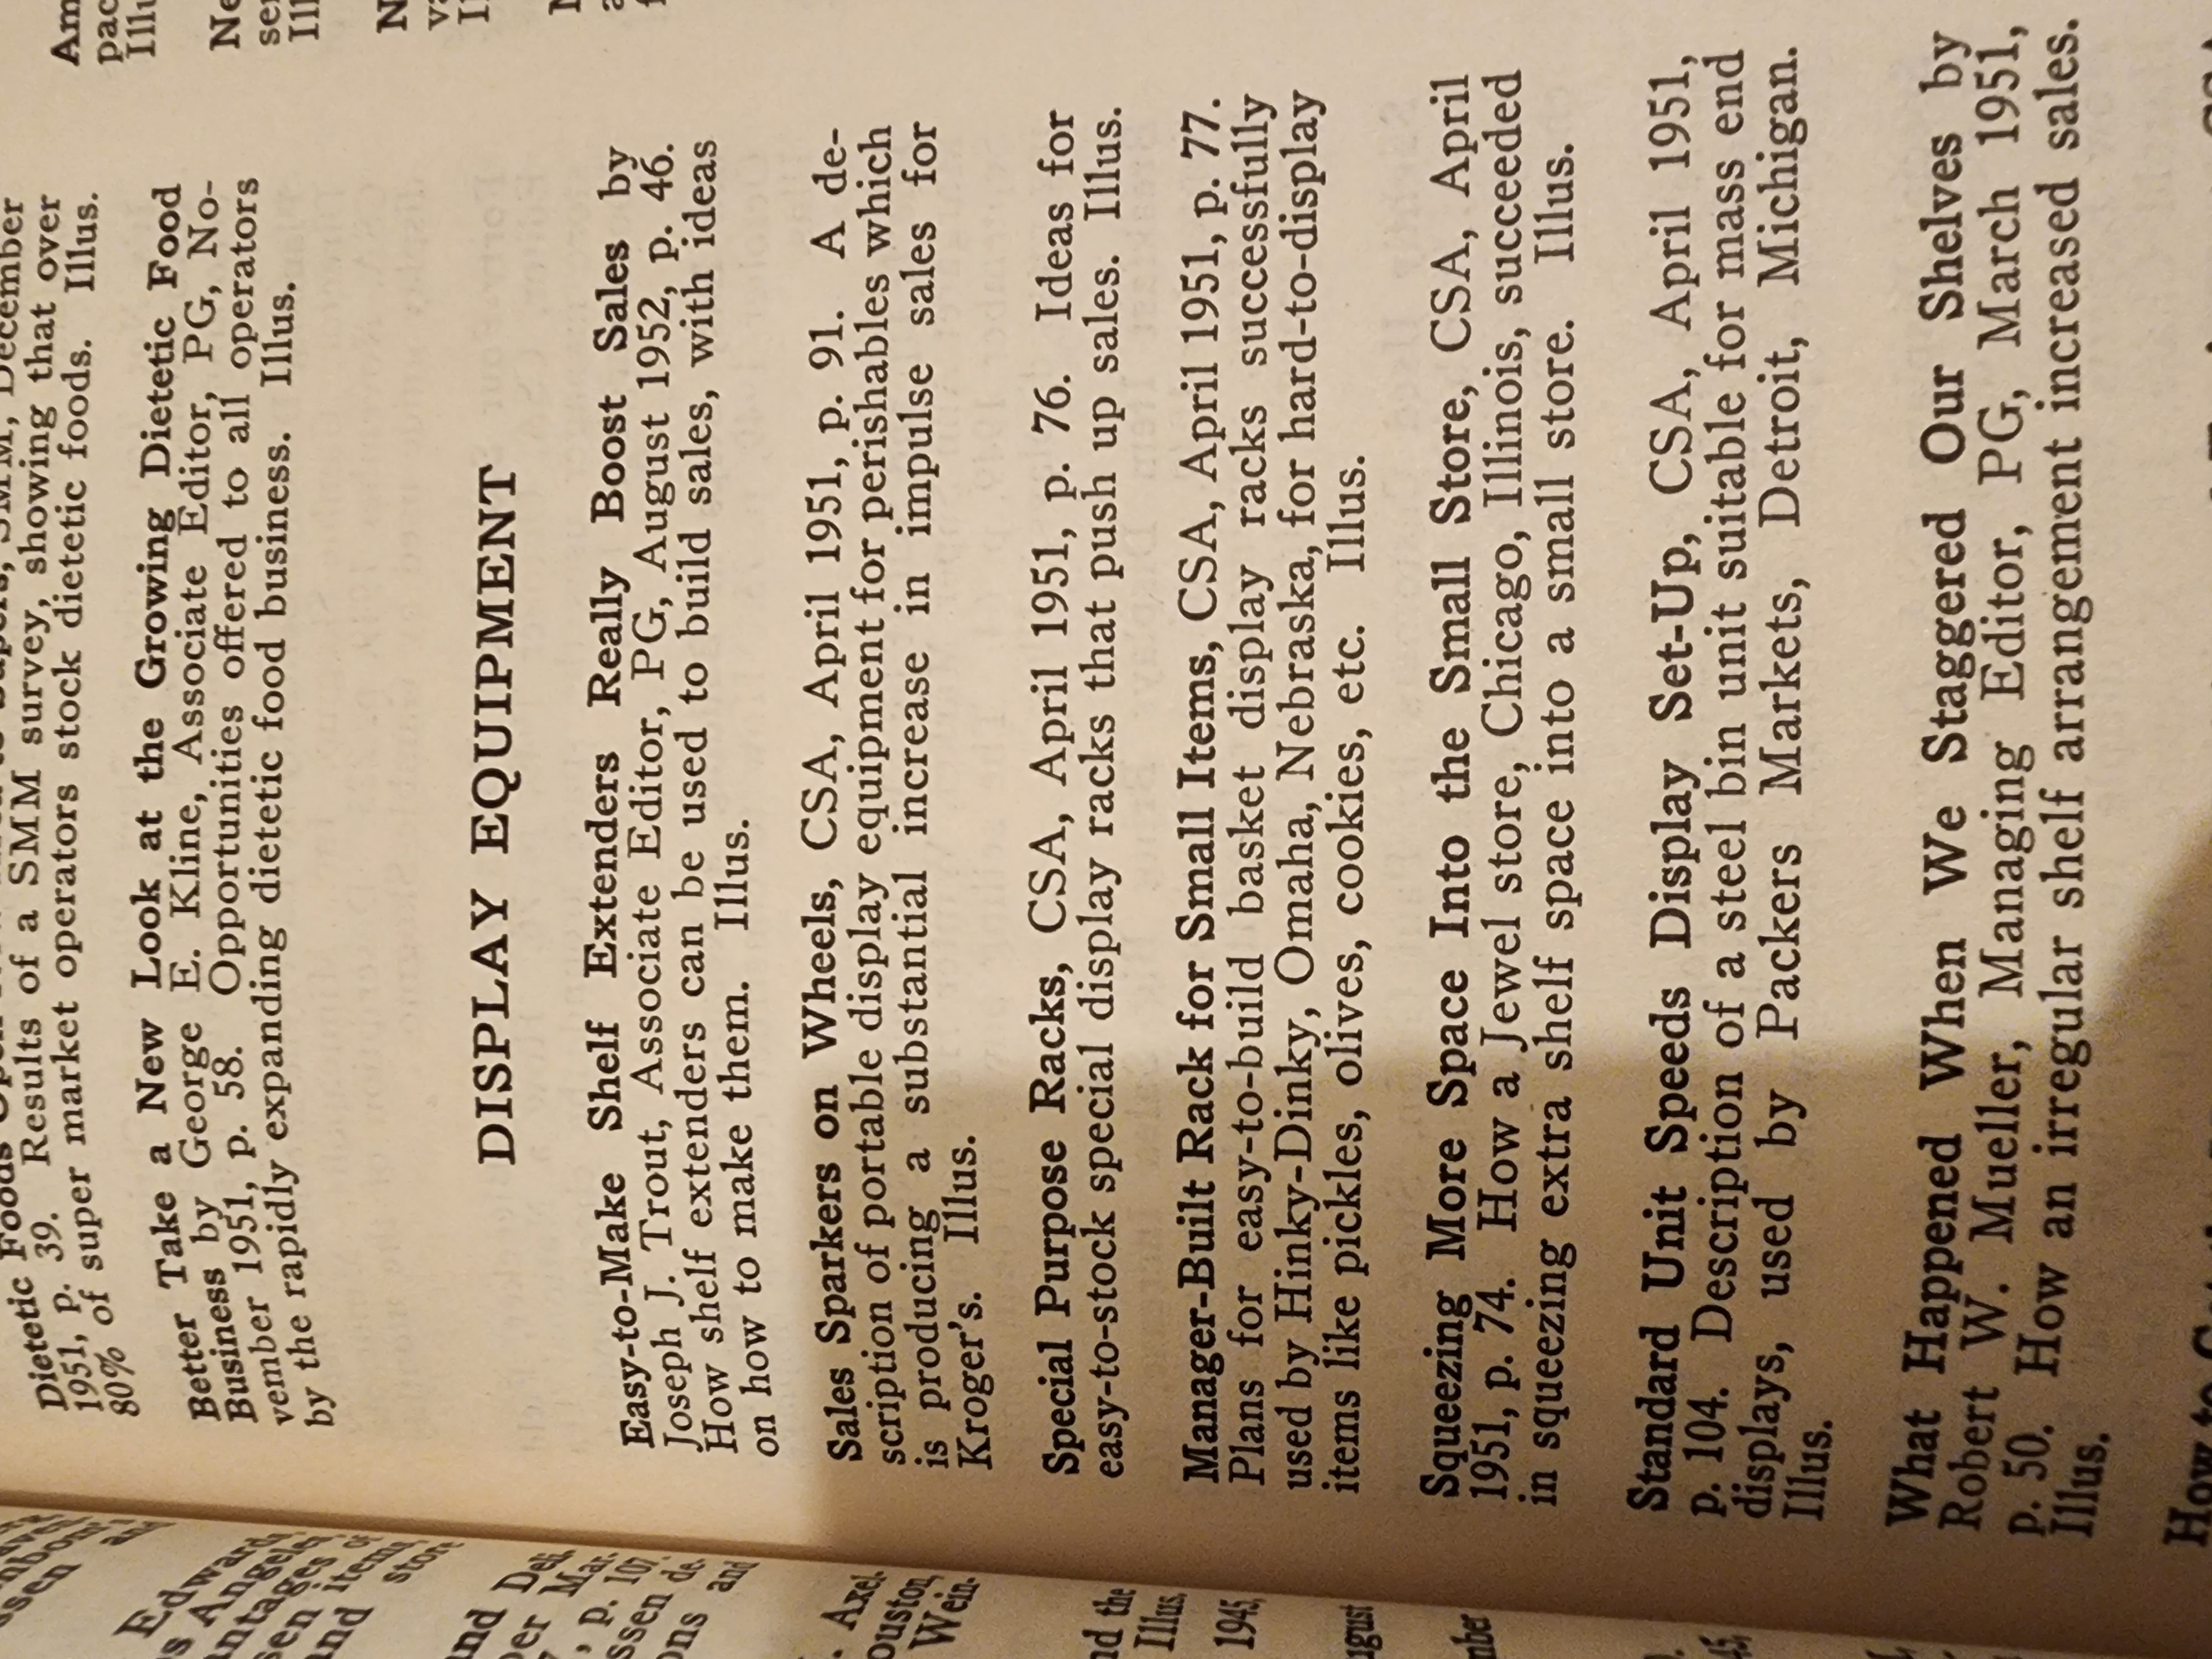 Dietetic Foods
1951, p. 39. Results of a SMM survey, showing that over
80% of super market operators stock dietetic foods. Illus.
Better Take a New Look at the Growing Dietetic Food
Business by George E. Kline, Associate Editor, PG, No-
vember 1951, p. 58. Opportunities offered to all operators
by the rapidly expanding dietetic food business. Illus.
DISPLAY EQUIPMENT
Easy-to-Make Shelf Extenders Really Boost Sales by
Joseph J. Trout, Associate Editor, PG, August 1952, p. 46.
How shelf extenders can be used to build sales, with ideas
on how to make them. Illus.
Sales Sparkers on Wheels, CSA, April 1951, p. 91. A de-
scription of portable display equipment for perishables which
is producing a substantial increase in impulse sales for
Kroger's. Illus.
Special Purpose Racks, CSA, April 1951, p. 76. Ideas for
easy-to-stock special display racks that push up sales. Illus.
Manager-Built Rack for Small Items, CSA, April 1951, p. 77.
Plans for easy-to-build basket display racks successfully
used by Hinky-Dinky, Omaha, Nebraska, for hard-to-display
items like pickles, olives, cookies, etc. Illus.
Squeezing More Space Into the Small Store, CSA, April
1951, p. 74. How a Jewel store, Chicago, Illinois, succeeded
in squeezing extra shelf space into a small store. Illus.
Standard Unit Speeds Display Set-Up, CSA, April 1951,
p. 104. Description of a steel bin unit suitable for mass end
displays, used by Packers Markets, Detroit, Michigan.
Illus.
What Happened When We Staggered Our Shelves by
Robert W. Mueller, Managing Editor, PG, March 1951,
p. 50. How an irregular shelf arrangement increased sales.
Illus.
How to